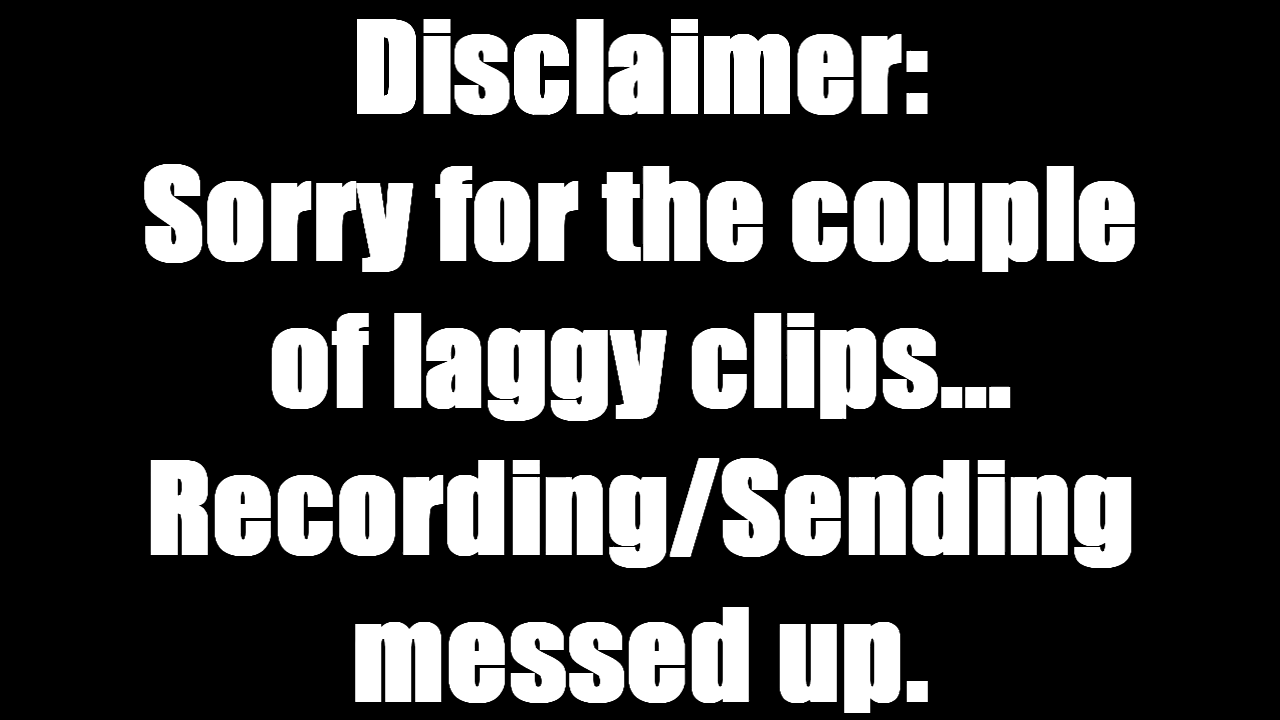 Disclaimer:
Sorry for the couple
of laggy clips...
Recording/Sending
messed up.